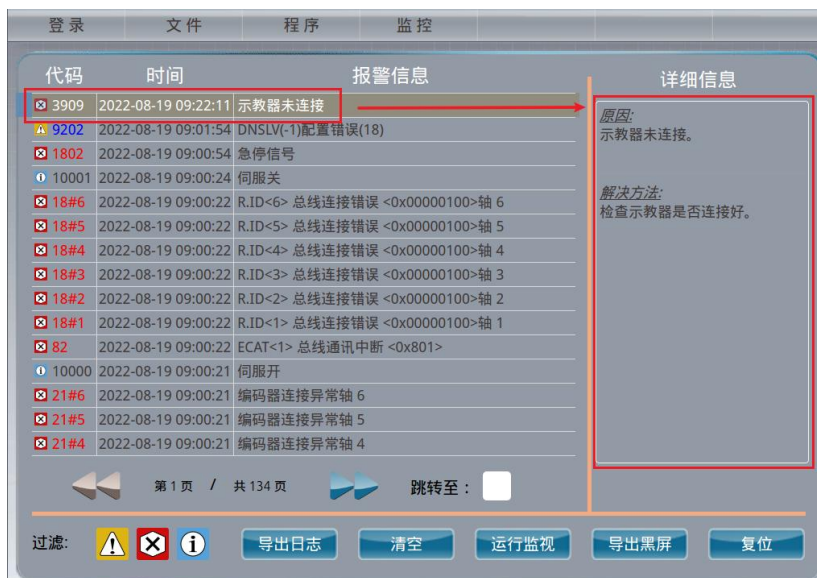 登录 文件 程序 监控
代码 时间 报警信息
3909 2022-08-19 09:22:11 示教器未连接
9202 2022-08-19 09:01:54 DNSLV(-1)配置错误(18)
1802 2022-08-19 09:00:54 急停信号
10001 2022-08-19 09:00:24 伺服关
18#6 2022-08-19 09:00:22 R.ID<6> 总线连接错误 <0x00000100>轴 6
18#5 2022-08-19 09:00:22 R.ID<5> 总线连接错误 <0x00000100>轴 5
18#4 2022-08-19 09:00:22 R.ID<4> 总线连接错误 <0x00000100>轴 4
18#3 2022-08-19 09:00:22 R.ID<3> 总线连接错误 <0x00000100>轴 3
18#2 2022-08-19 09:00:22 R.ID<2> 总线连接错误 <0x00000100>轴 2
18#1 2022-08-19 09:00:22 R.ID<1> 总线连接错误 <0x00000100>轴 1
82 2022-08-19 09:00:22 ECAT<1> 总线通讯中断 <0x801>
10000 2022-08-19 09:00:21 伺服开
21#6 2022-08-19 09:00:21 编码器连接异常轴 6
21#5 2022-08-19 09:00:21 编码器连接异常轴 5
21#4 2022-08-19 09:00:21 编码器连接异常轴 4
第 1 页 / 共 134 页 跳转至：
详细信息
原因:
示教器未连接。
解决方法:
检查示教器是否连接好。
过滤: 导出日志 清空 运行监视 导出黑屏 复位